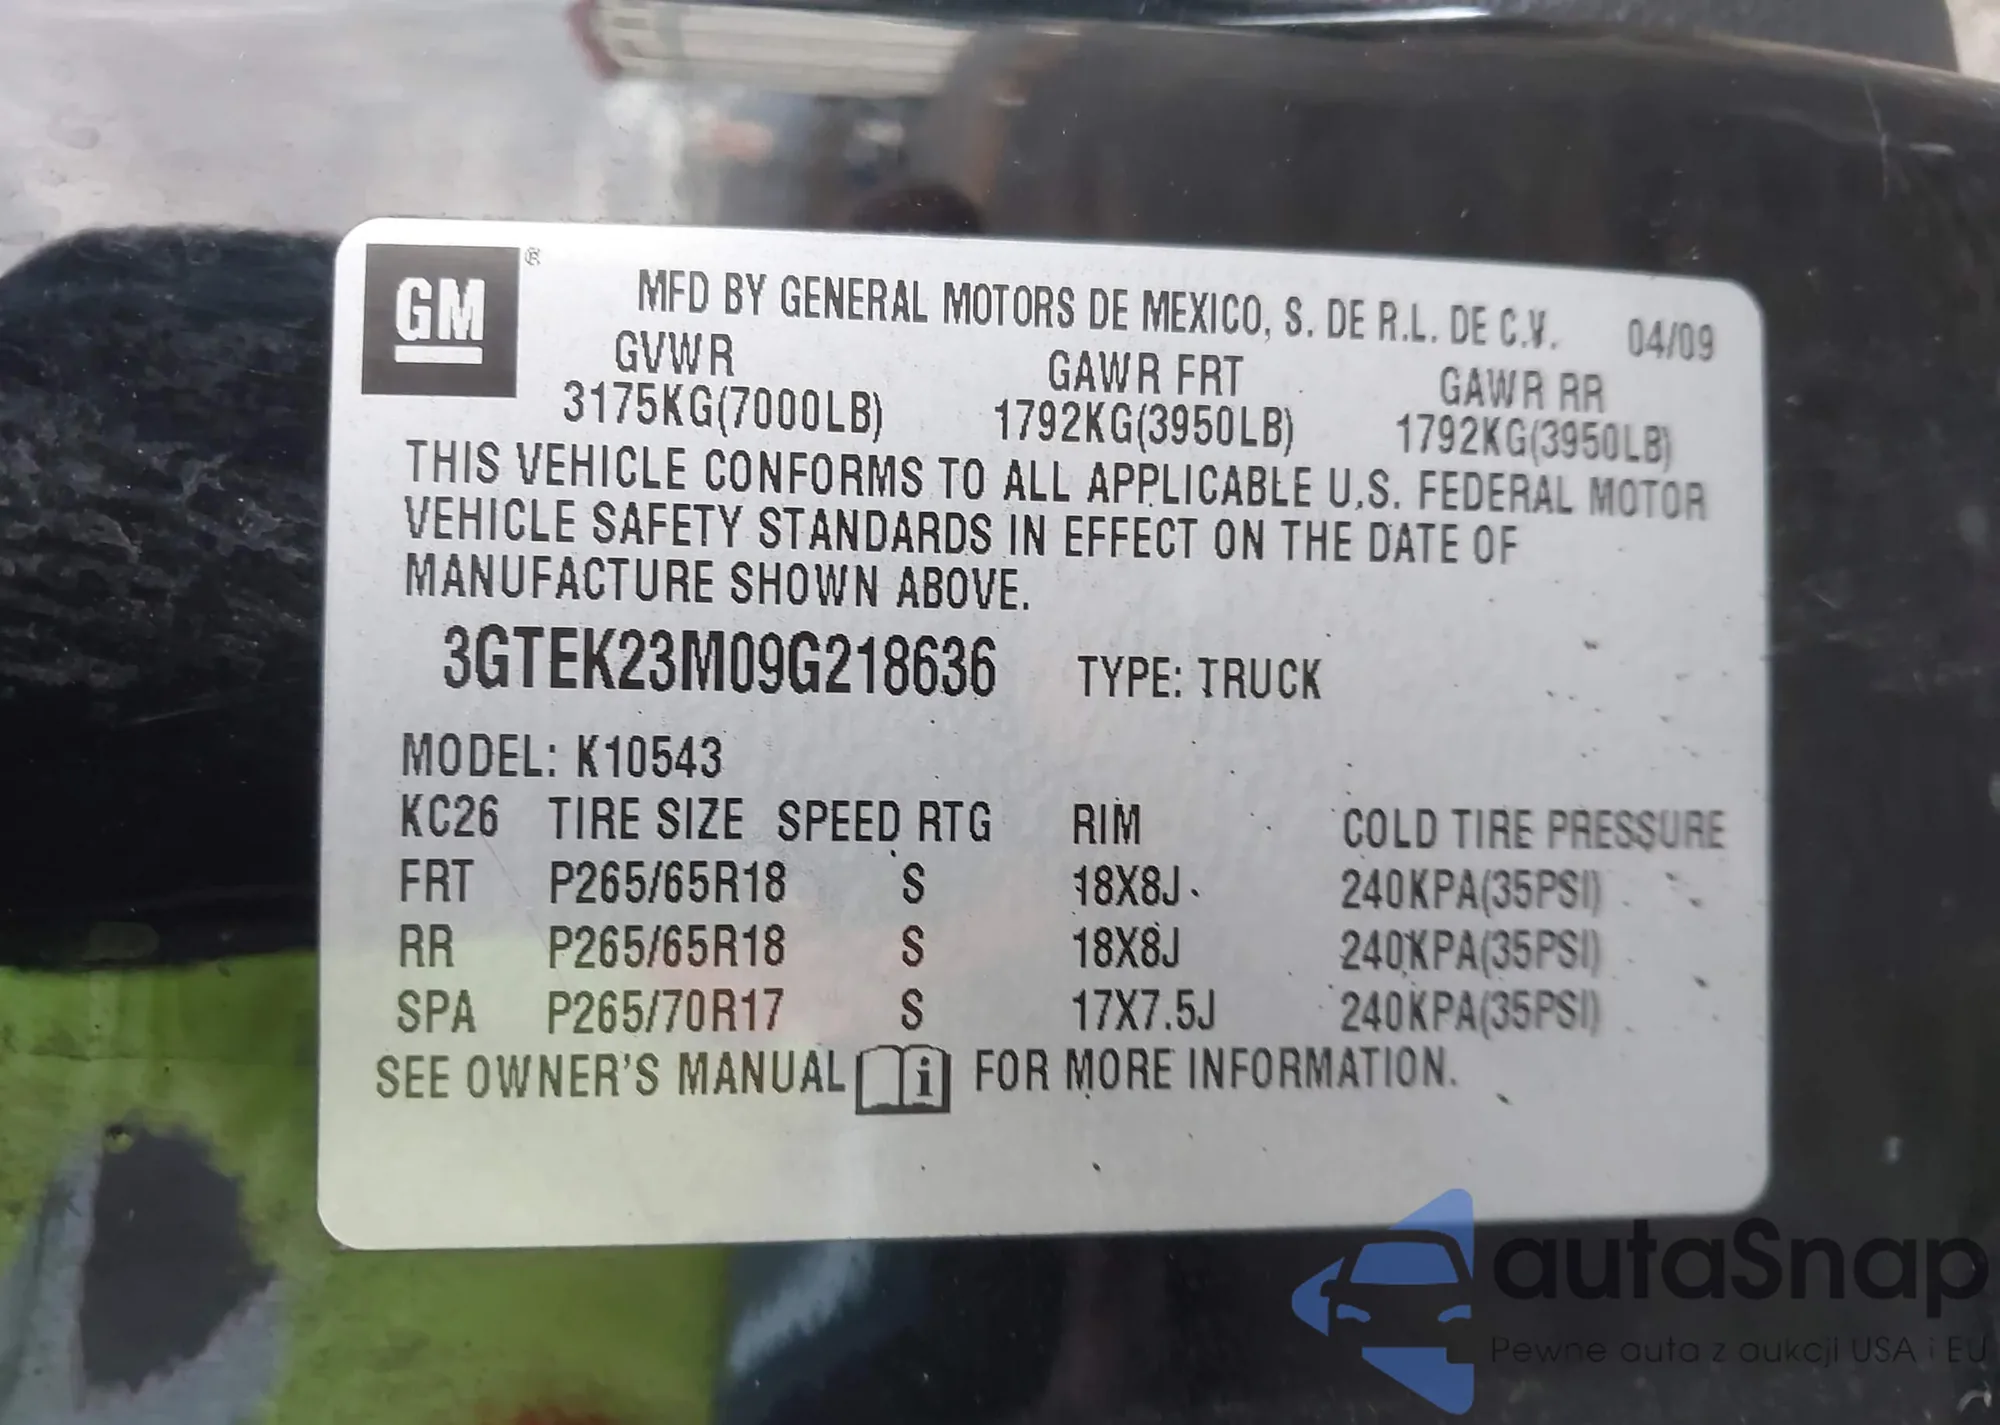 GM ®
MFD BY GENERAL MOTORS DE MEXICO, S. DE R.L. DE C.V. 04/09
GVWR GAWR FRT GAWR RR
3175KG(7000LB) 1792KG(3950LB) 1792KG(3950LB)
THIS VEHICLE CONFORMS TO ALL APPLICABLE U.S. FEDERAL MOTOR
VEHICLE SAFETY STANDARDS IN EFFECT ON THE DATE OF
MANUFACTURE SHOWN ABOVE.
3GTEK23M09G218636 TYPE: TRUCK
MODEL: K10543
KC26 TIRE SIZE SPEED RTG RIM COLD TIRE PRESSURE
FRT P265/65R18 S 18X8J 240KPA(35PSI)
RR P265/65R18 S 18X8J 240KPA(35PSI)
SPA P265/70R17 S 17X7.5J 240KPA(35PSI)
SEE OWNER'S MANUAL i FOR MORE INFORMATION.
autaSnap
Pewne auta z aukcji USA i EU